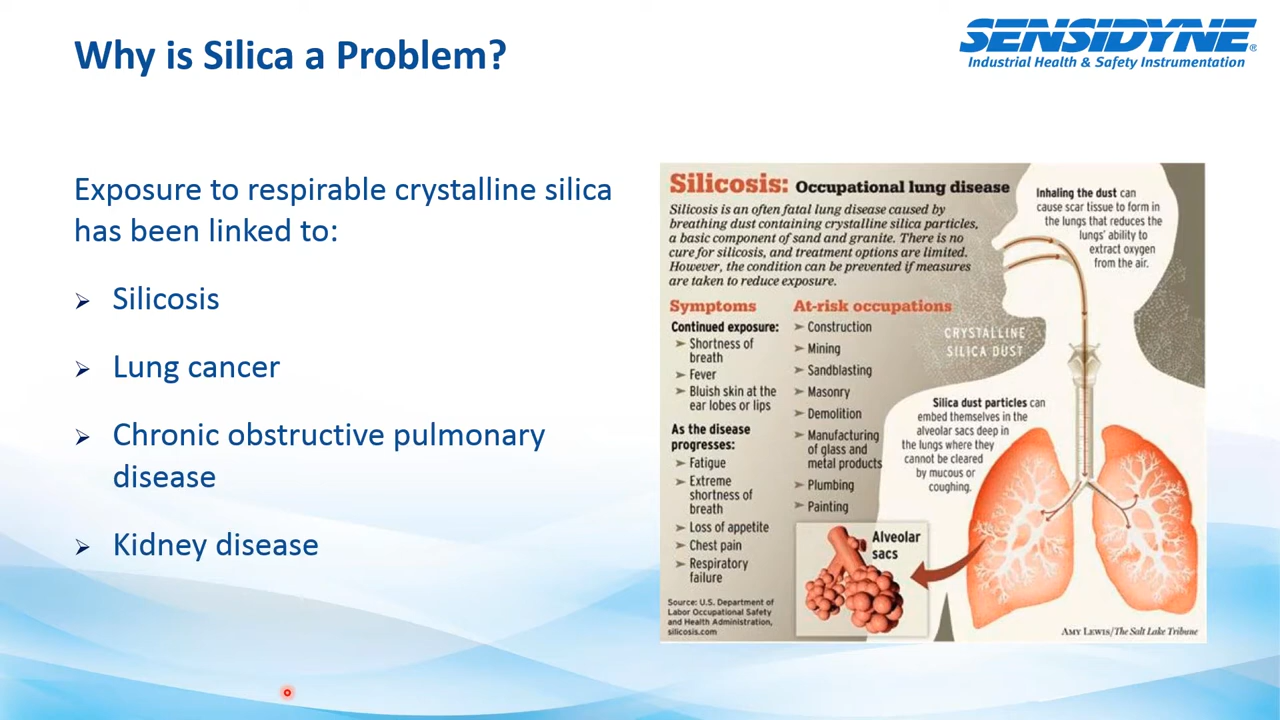 Why is Silica a Problem?
SENSIDYNE®
Industrial Health & Safety Instrumentation
Exposure to respirable crystalline silica
has been linked to:
Silicosis
Lung cancer
Chronic obstructive pulmonary
disease
Kidney disease
Silicosis: Occupational lung disease
Silicosis is an often fatal lung disease caused by
breathing dust containing crystalline silica particles,
a basic component of sand and granite. There is no
cure for silicosis, and treatment options are limited.
However, the condition can be prevented if measures
are taken to reduce exposure.
Symptoms
Continued exposure:
Shortness of
breath
Fever
Bluish skin at the
ear lobes or lips
As the disease
progresses:
Fatigue
Extreme
shortness of
breath
Loss of appetite
Chest pain
Respiratory
failure
Source: U.S. Department of
Labor Occupational Safety
and Health Administration,
silicosis.com
At-risk occupations
Construction
Mining
Sandblasting
Masonry
Demolition
Manufacturing
of glass and
metal products
Plumbing
Painting
Inhaling the dust can
cause scar tissue to form in
the lungs that reduces the
lungs' ability to
extract oxygen
from the air.
CRYSTALLINE
SILICA DUST
Silica dust particles can
embed themselves in the
alveolar sacs deep in
the lungs where they
cannot be cleared
by mucous or
coughing.
Alveolar
sacs
AMY LEWIS/The Salt Lake Tribune